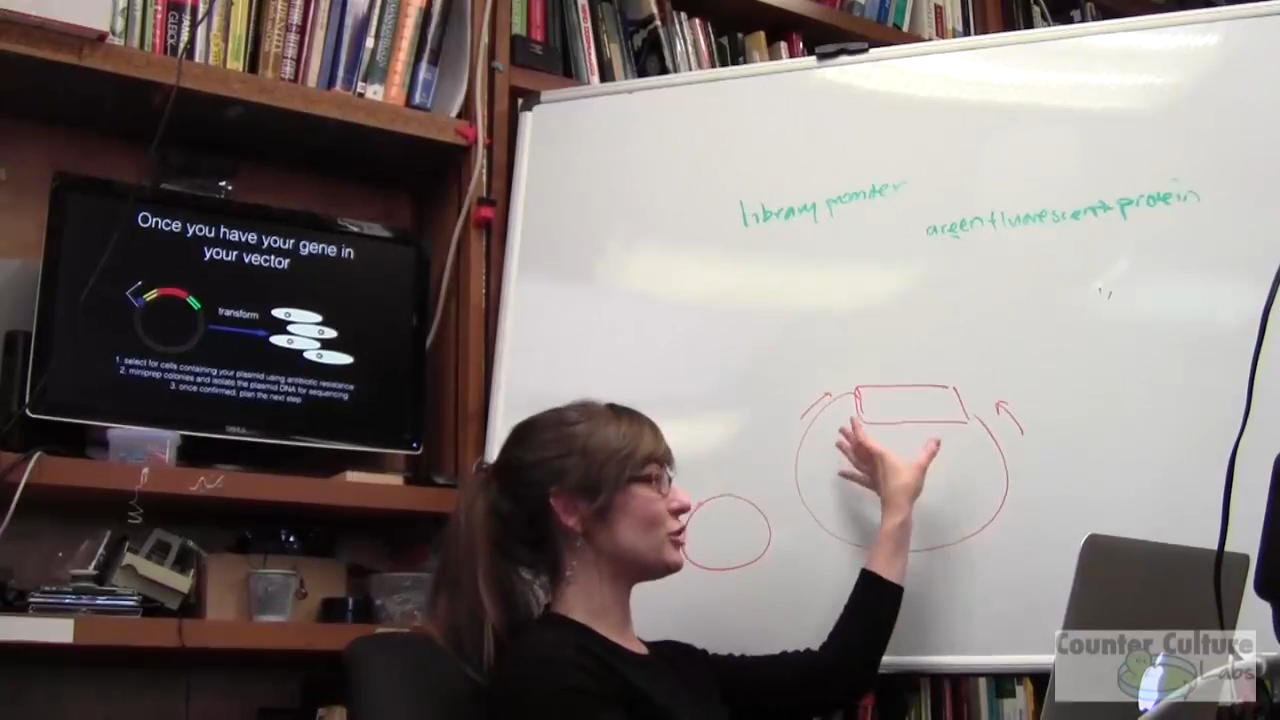 GLEICK
Once you have your gene in
your vector
transform
1. select for cells containing your plasmid using antibiotic resistance
2. miniprep colonies and isolate the plasmid DNA for sequencing
3. once confirmed, plan the next step
library promoter
green fluorescent protein
Counter Culture
Labs